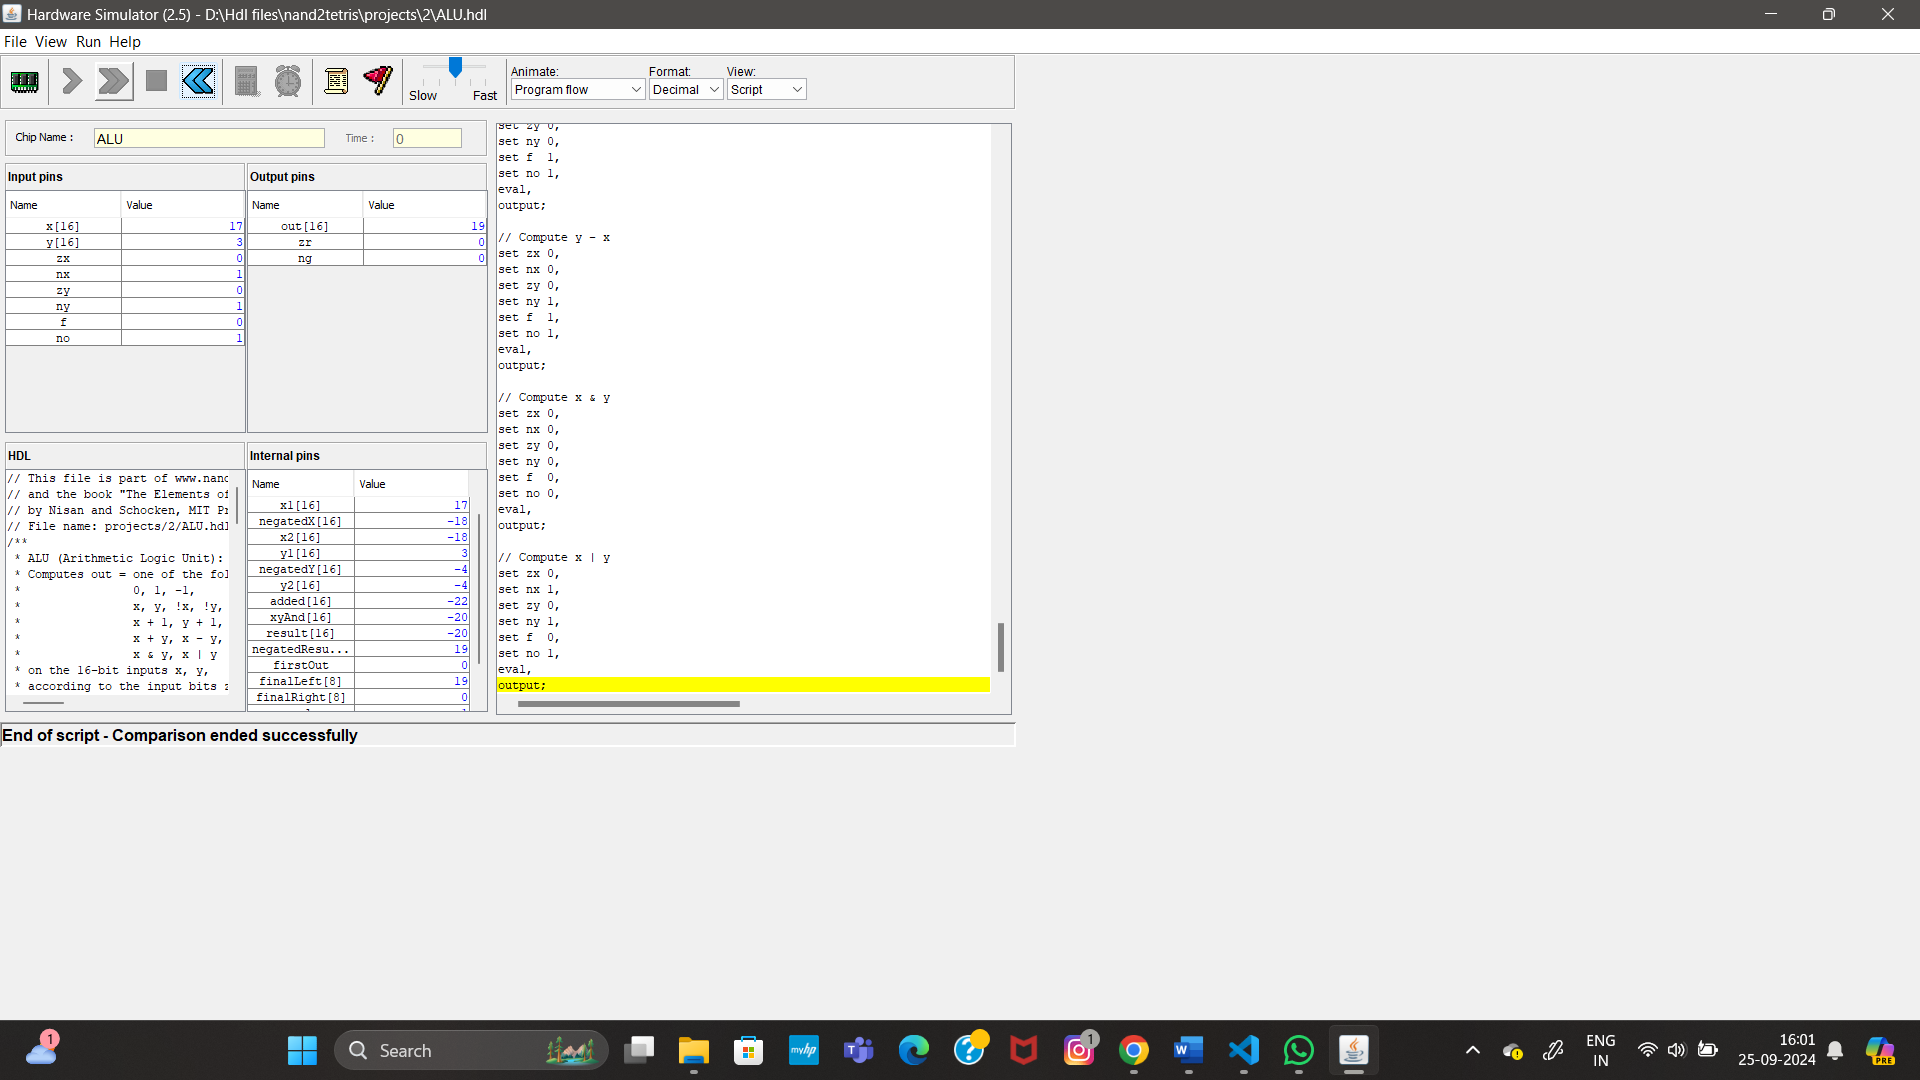 Hardware Simulator (2.5) - D:\Hdl files\nand2tetris\projects\2\ALU.hdl
File View Run Help
Slow Fast
Animate: Format: View:
Program flow Decimal Script
Chip Name : ALU Time : 0
Input pins
Name Value
x[16] 17
y[16] 3
zx 0
nx 1
zy 0
ny 1
f 0
no 1
Output pins
Name Value
out[16] 19
zr 0
ng 0
HDL
// This file is part of www.nand
// and the book "The Elements of
// by Nisan and Schocken, MIT Pr
// File name: projects/2/ALU.hdl
/**
* ALU (Arithmetic Logic Unit):
* Computes out = one of the fol
* 0, 1, -1,
* x, y, !x, !y,
* x + 1, y + 1,
* x + y, x - y,
* x & y, x | y
* on the 16-bit inputs x, y,
* according to the input bits z
Internal pins
Name Value
x1[16] 17
negatedX[16] -18
x2[16] -18
y1[16] 3
negatedY[16] -4
y2[16] -4
added[16] -22
xyAnd[16] -20
result[16] -20
negatedResu... 19
firstOut 0
finalLeft[8] 19
finalRight[8] 0
set zy 0,
set ny 0,
set f 1,
set no 1,
eval,
output;
// Compute y - x
set zx 0,
set nx 0,
set zy 0,
set ny 1,
set f 1,
set no 1,
eval,
output;
// Compute x & y
set zx 0,
set nx 0,
set zy 0,
set ny 0,
set f 0,
set no 0,
eval,
output;
// Compute x | y
set zx 0,
set nx 1,
set zy 0,
set ny 1,
set f 0,
set no 1,
eval,
output;
End of script - Comparison ended successfully
1
Search
myhp
1
ENG
IN
16:01
25-09-2024
PRE